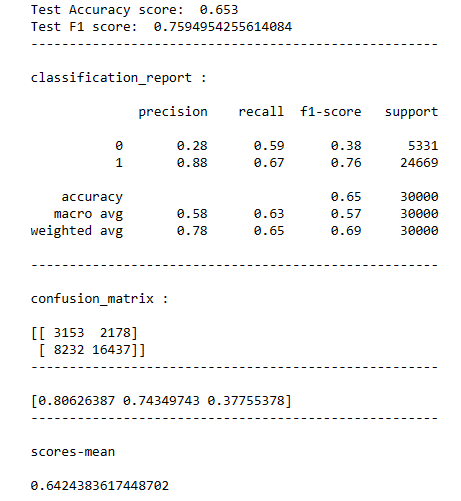 Test Accuracy score:  0.653
Test F1 score:  0.7594954255614084
------------------------------------------------------
classification_report :
              precision    recall  f1-score   support
           0       0.28      0.59      0.38      5331
           1       0.88      0.67      0.76     24669
    accuracy                           0.65     30000
   macro avg       0.58      0.63      0.57     30000
weighted avg       0.78      0.65      0.69     30000
------------------------------------------------------
confusion_matrix :
[[ 3153  2178]
 [ 8232 16437]]
------------------------------------------------------
[0.80626387 0.74349743 0.37755378]
------------------------------------------------------
scores-mean
0.6424383617448702